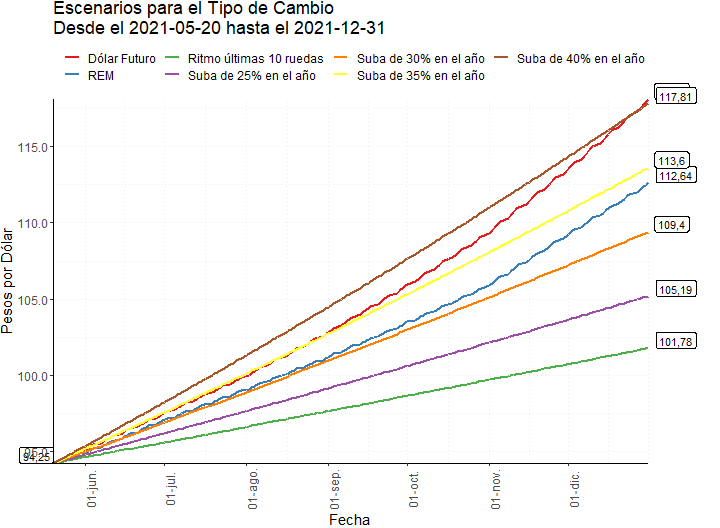 Escenarios para el Tipo de Cambio
Desde el 2021-05-20 hasta el 2021-12-31
Dólar Futuro Ritmo últimas 10 ruedas Suba de 30% en el año Suba de 40% en el año
REM Suba de 25% en el año Suba de 35% en el año
117,81
115.0
113,6
112,64
110.0
109,4
105.0
105,19
101,78
100.0
94,25
01-jun. 01-jul. 01-ago. 01-sep. 01-oct. 01-nov. 01-dic.
Fecha
Pesos por Dólar